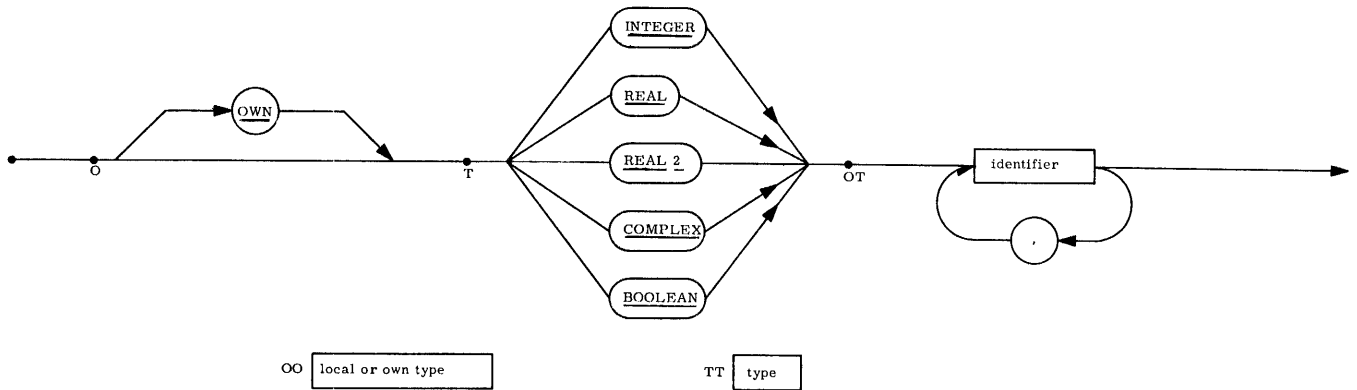 INTEGER
OWN
REAL
O
T
REAL 2
OT
identifier
COMPLEX
,
BOOLEAN
OO local or own type
TT type